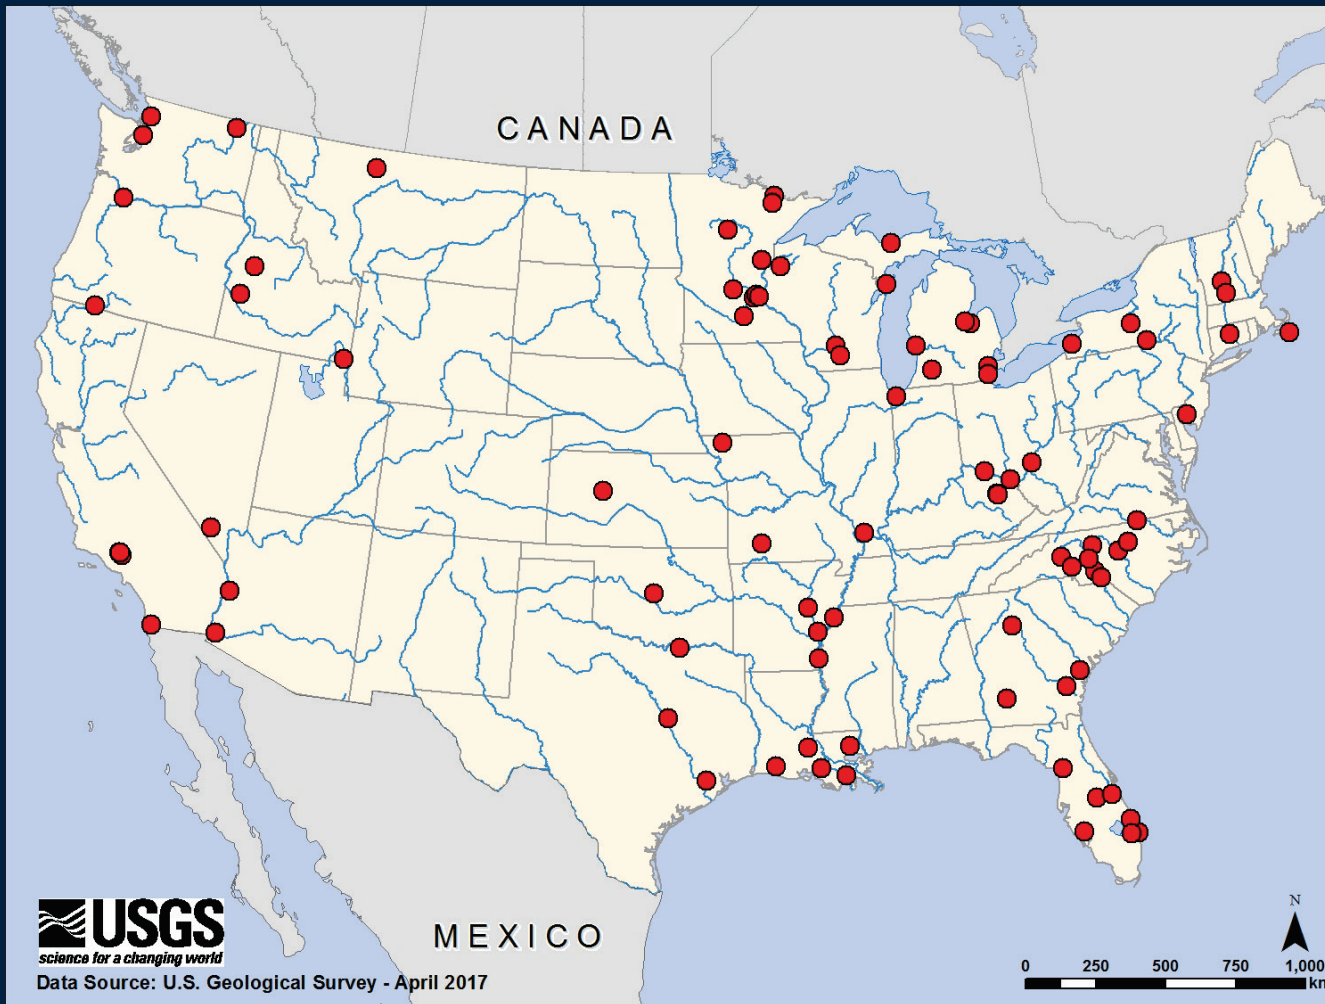 CANADA
MEXICO
USGS
science for a changing world
Data Source: U.S. Geological Survey - April 2017
N
0 250 500 750 1,000
km